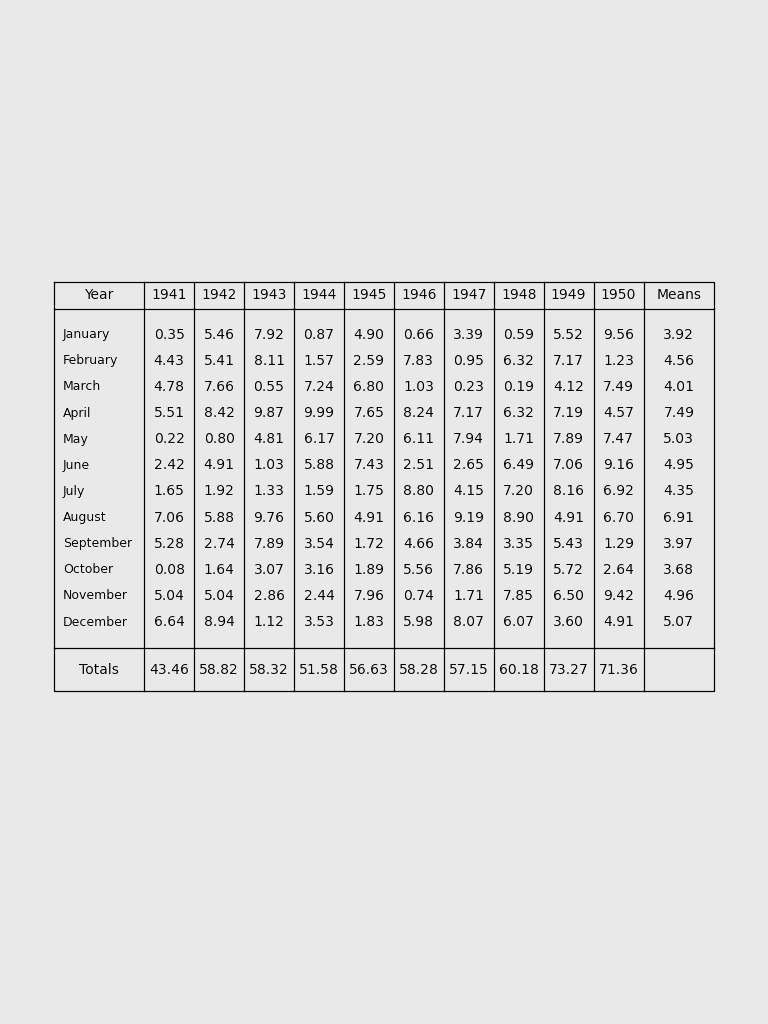 Year 1941 1942 1943 1944 1945 1946 1947 1948 1949 1950 Means
January 0.35 5.46 7.92 0.87 4.90 0.66 3.39 0.59 5.52 9.56 3.92
February 4.43 5.41 8.11 1.57 2.59 7.83 0.95 6.32 7.17 1.23 4.56
March 4.78 7.66 0.55 7.24 6.80 1.03 0.23 0.19 4.12 7.49 4.01
April 5.51 8.42 9.87 9.99 7.65 8.24 7.17 6.32 7.19 4.57 7.49
May 0.22 0.80 4.81 6.17 7.20 6.11 7.94 1.71 7.89 7.47 5.03
June 2.42 4.91 1.03 5.88 7.43 2.51 2.65 6.49 7.06 9.16 4.95
July 1.65 1.92 1.33 1.59 1.75 8.80 4.15 7.20 8.16 6.92 4.35
August 7.06 5.88 9.76 5.60 4.91 6.16 9.19 8.90 4.91 6.70 6.91
September 5.28 2.74 7.89 3.54 1.72 4.66 3.84 3.35 5.43 1.29 3.97
October 0.08 1.64 3.07 3.16 1.89 5.56 7.86 5.19 5.72 2.64 3.68
November 5.04 5.04 2.86 2.44 7.96 0.74 1.71 7.85 6.50 9.42 4.96
December 6.64 8.94 1.12 3.53 1.83 5.98 8.07 6.07 3.60 4.91 5.07
Totals 43.46 58.82 58.32 51.58 56.63 58.28 57.15 60.18 73.27 71.36